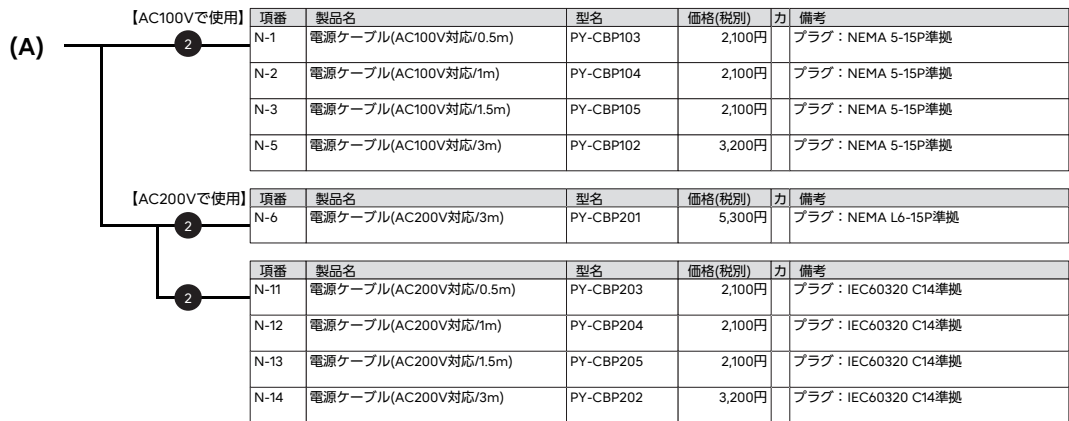 【AC100Vで使用】 項番 製品名 型名 価格(税別) カ 備考
(A) 2 N-1 電源ケーブル(AC100V対応/0.5m) PY-CBP103 2,100円 プラグ：NEMA 5-15P準拠
N-2 電源ケーブル(AC100V対応/1m) PY-CBP104 2,100円 プラグ：NEMA 5-15P準拠
N-3 電源ケーブル(AC100V対応/1.5m) PY-CBP105 2,100円 プラグ：NEMA 5-15P準拠
N-5 電源ケーブル(AC100V対応/3m) PY-CBP102 3,200円 プラグ：NEMA 5-15P準拠
【AC200Vで使用】 項番 製品名 型名 価格(税別) カ 備考
2 N-6 電源ケーブル(AC200V対応/3m) PY-CBP201 5,300円 プラグ：NEMA L6-15P準拠
項番 製品名 型名 価格(税別) カ 備考
2 N-11 電源ケーブル(AC200V対応/0.5m) PY-CBP203 2,100円 プラグ：IEC60320 C14準拠
N-12 電源ケーブル(AC200V対応/1m) PY-CBP204 2,100円 プラグ：IEC60320 C14準拠
N-13 電源ケーブル(AC200V対応/1.5m) PY-CBP205 2,100円 プラグ：IEC60320 C14準拠
N-14 電源ケーブル(AC200V対応/3m) PY-CBP202 3,200円 プラグ：IEC60320 C14準拠